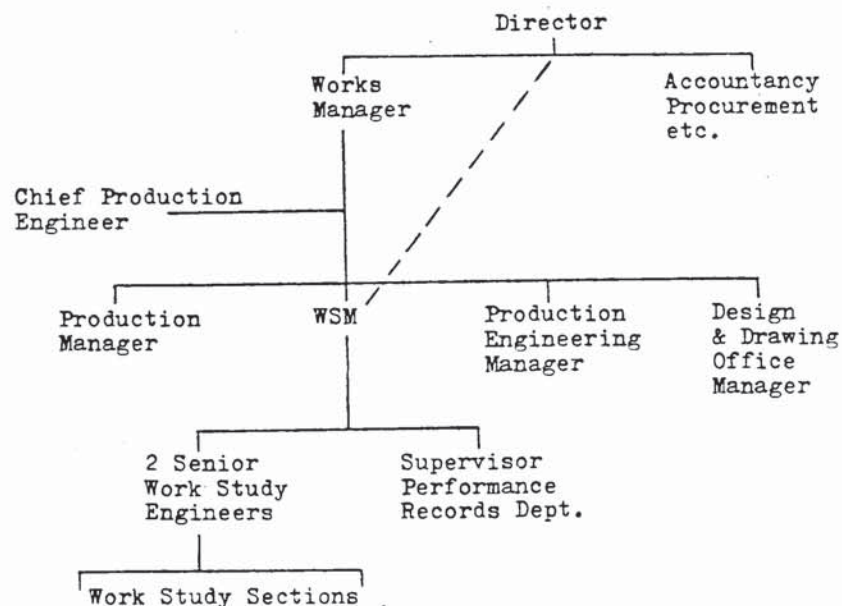 Director
Works
Manager
Accountancy
Procurement
etc.
Chief Production
Engineer
Production
Manager
WSM
Production
Engineering
Manager
Design
& Drawing
Office
Manager
2 Senior
Work Study
Engineers
Supervisor
Performance
Records Dept.
Work Study Sections